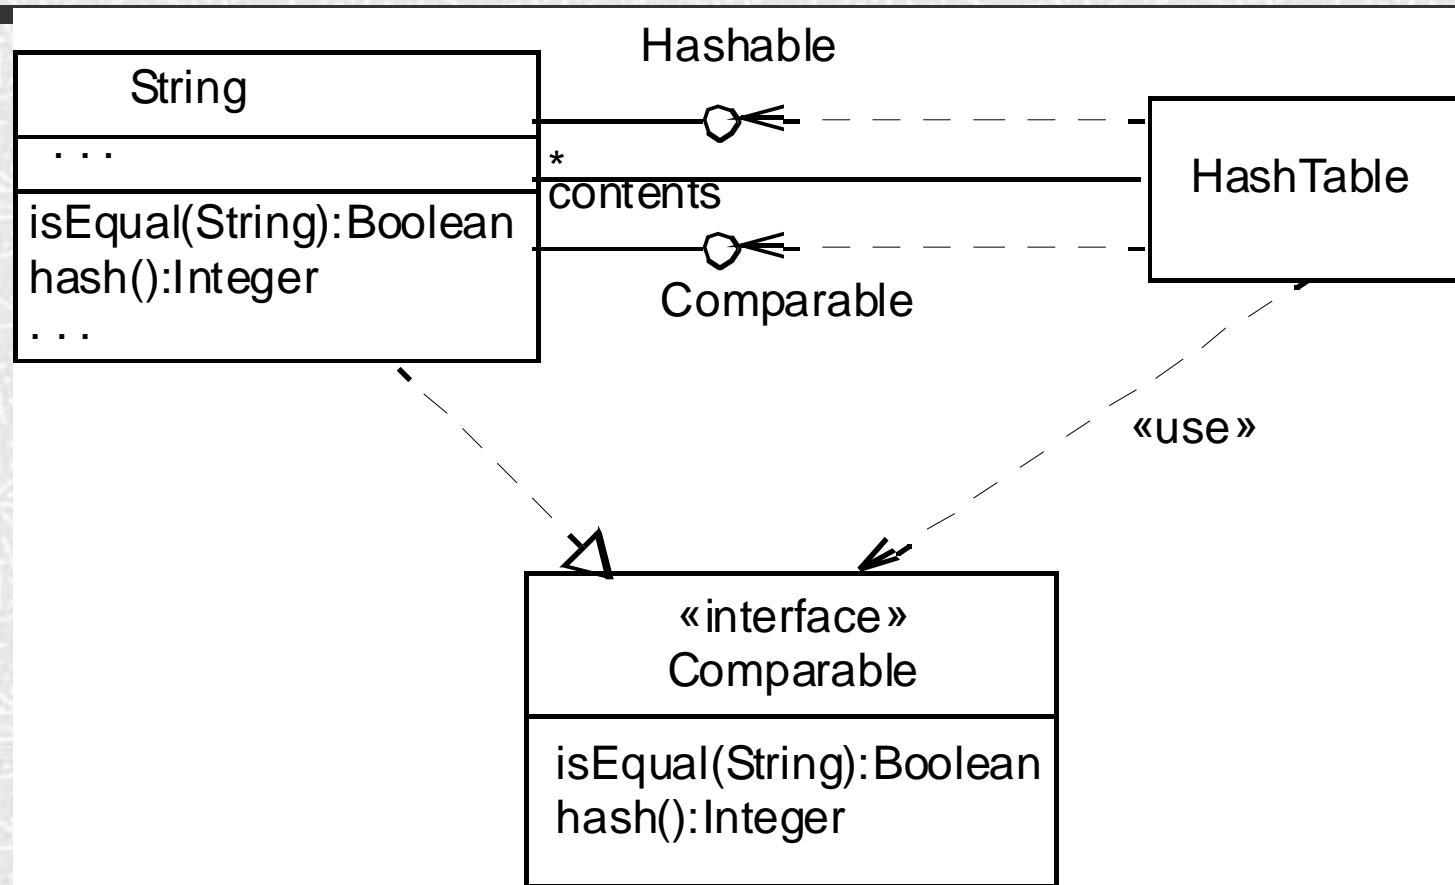 Hashable
String
. . .
*
contents
HashTable
isEqual(String):Boolean
hash():Integer
. . .
Comparable
«use»
«interface»
Comparable
isEqual(String):Boolean
hash():Integer